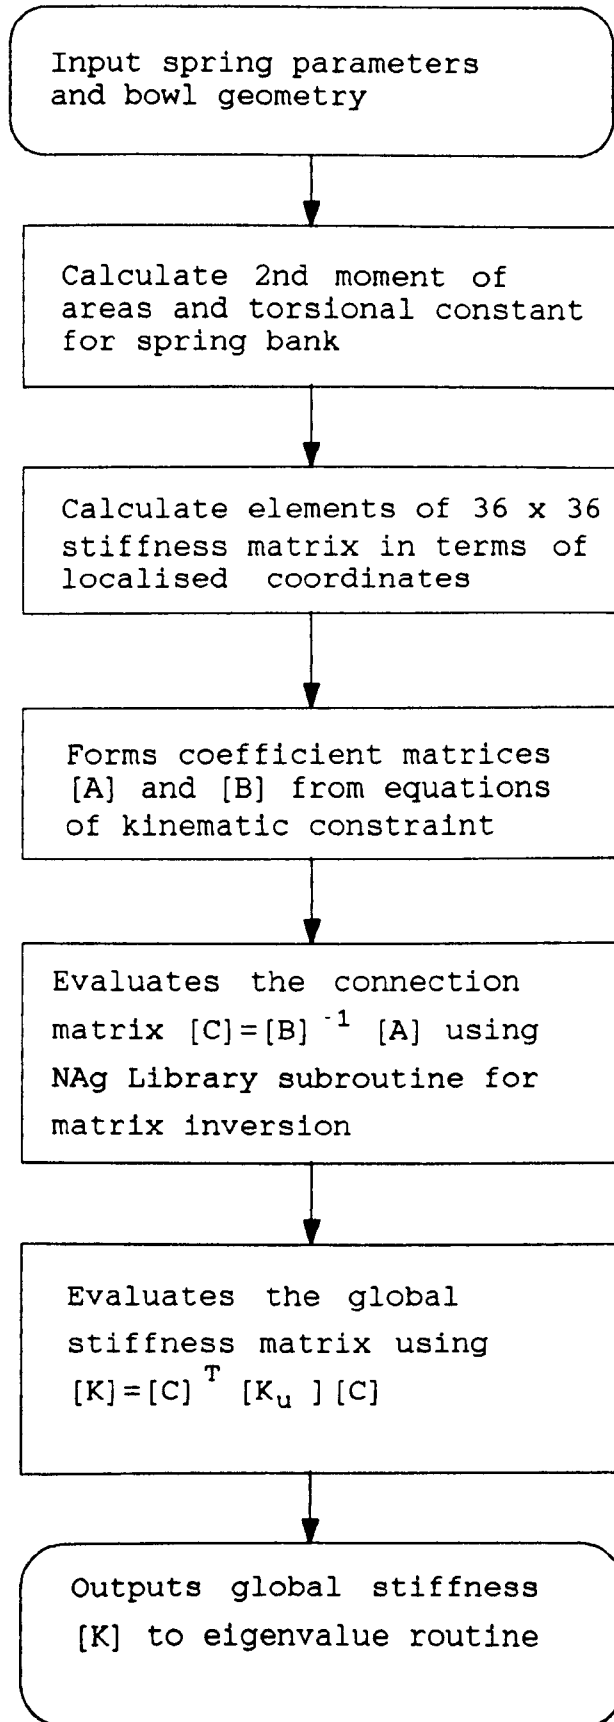 Input spring parameters
and bowl geometry
Calculate 2nd moment of
areas and torsional constant
for spring bank
Calculate elements of 36 x 36
stiffness matrix in terms of
localised coordinates
Forms coefficient matrices
[A] and [B] from equations
of kinematic constraint
Evaluates the connection
matrix [C]=[B] -1 [A] using
NAg Library subroutine for
matrix inversion
Evaluates the global
stiffness matrix using
[K]=[C] T [Ku ] [C]
Outputs global stiffness
[K] to eigenvalue routine